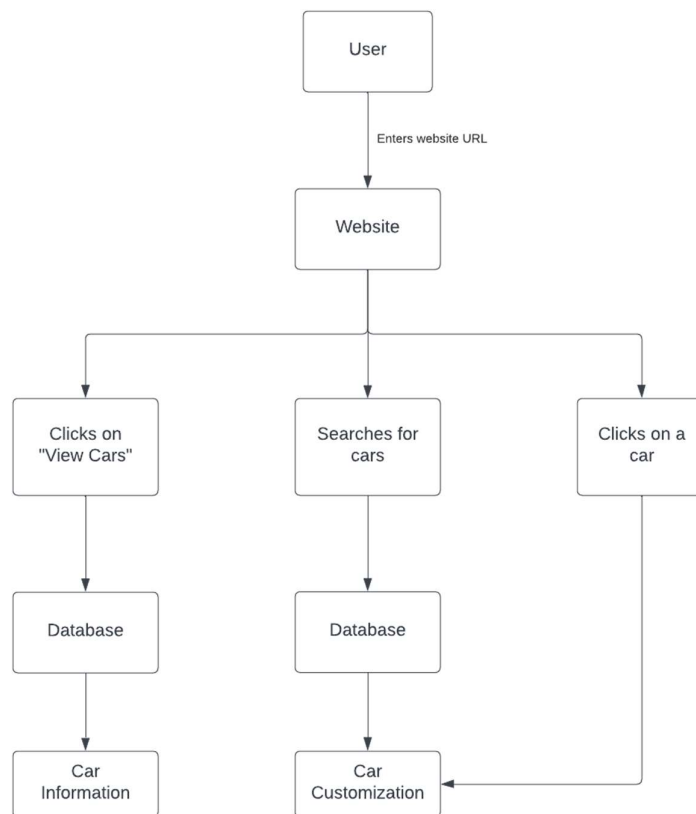 User
Enters website URL
Website
Clicks on
"View Cars"
Searches for
cars
Clicks on a
car
Database
Database
Car
Information
Car
Customization